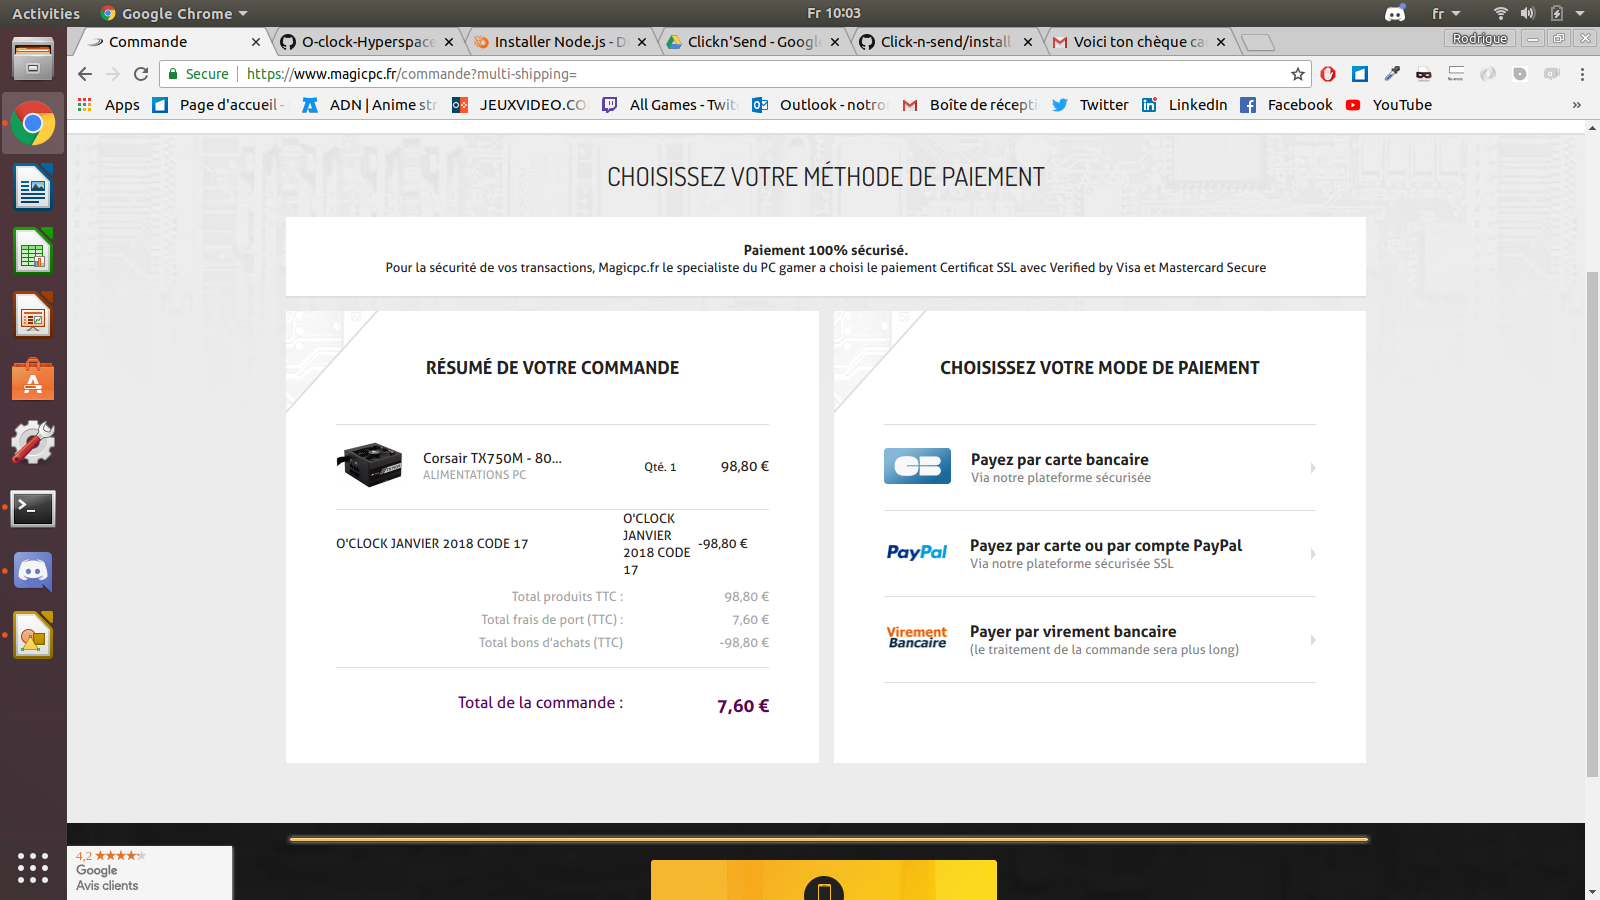 Activities
Google Chrome
Fr 10:03
fr
Commande
O-clock-Hyperspace
Installer Node.js - D
Clickn'Send - Google
Click-n-send/install
Voici ton chèque ca
Rodrigue
Secure
https://www.magicpc.fr/commande?multi-shipping=
Apps
Page d'accueil -
ADN | Anime str
JEUXVIDEO.CO
All Games - Twit
Outlook - notro
Boîte de récepti
Twitter
LinkedIn
Facebook
YouTube
»
CHOISISSEZ VOTRE MÉTHODE DE PAIEMENT
Paiement 100% sécurisé.
Pour la sécurité de vos transactions, Magicpc.fr le specialiste du PC gamer a choisi le paiement Certificat SSL avec Verified by Visa et Mastercard Secure
RÉSUMÉ DE VOTRE COMMANDE
Corsair TX750M - 80...
ALIMENTATIONS PC
Qté. 1
98,80 €
O'CLOCK JANVIER 2018 CODE 17
O'CLOCK
JANVIER
2018 CODE
17
-98,80 €
Total produits TTC :
98,80 €
Total frais de port (TTC) :
7,60 €
Total bons d'achats (TTC)
-98,80 €
Total de la commande :
7,60 €
CHOISISSEZ VOTRE MODE DE PAIEMENT
CB
Payez par carte bancaire
Via notre plateforme sécurisée
PayPal
Payez par carte ou par compte PayPal
Via notre plateforme sécurisée SSL
Virement
Bancaire
Payer par virement bancaire
(le traitement de la commande sera plus long)
4,2
Google
Avis clients